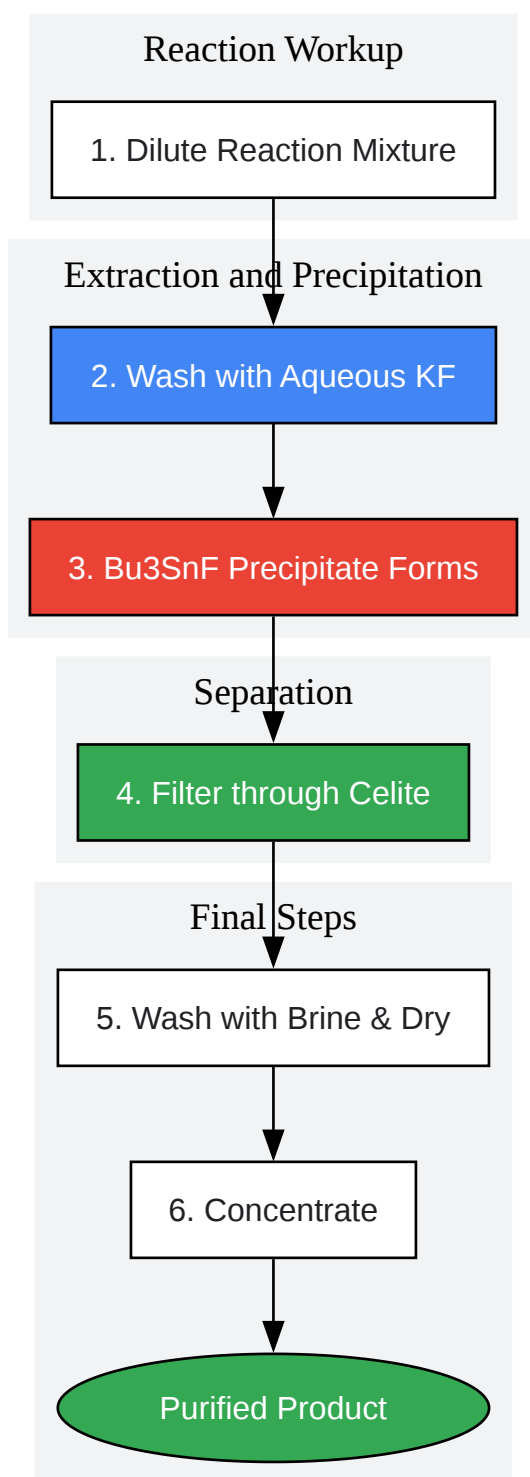 Reaction Workup
1. Dilute Reaction Mixture
Extraction and Precipitation
2. Wash with Aqueous KF
3. Bu3SnF Precipitate Forms
Separation
4. Filter through Celite
Final Steps
5. Wash with Brine & Dry
6. Concentrate
Purified Product